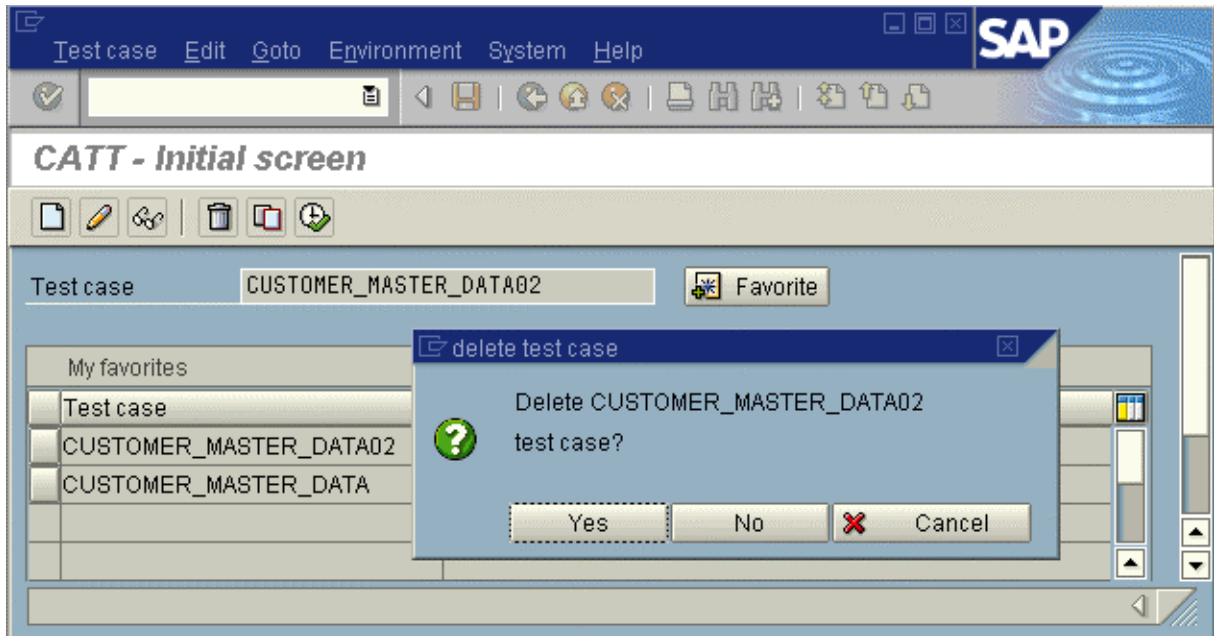 Test case Edit Goto Environment System Help
SAP
CATT - Initial screen
Test case CUSTOMER_MASTER_DATA02 Favorite
My favorites
Test case
CUSTOMER_MASTER_DATA02
CUSTOMER_MASTER_DATA
delete test case
Delete CUSTOMER_MASTER_DATA02
test case?
Yes No Cancel